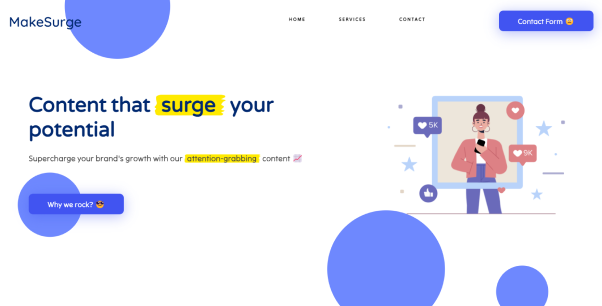 MakeSurge
HOME
SERVICES
CONTACT
Contact Form 😀
Content that surge your
potential
Supercharge your brand's growth with our attention-grabbing content 📈
Why we rock? 😎
5K
9K